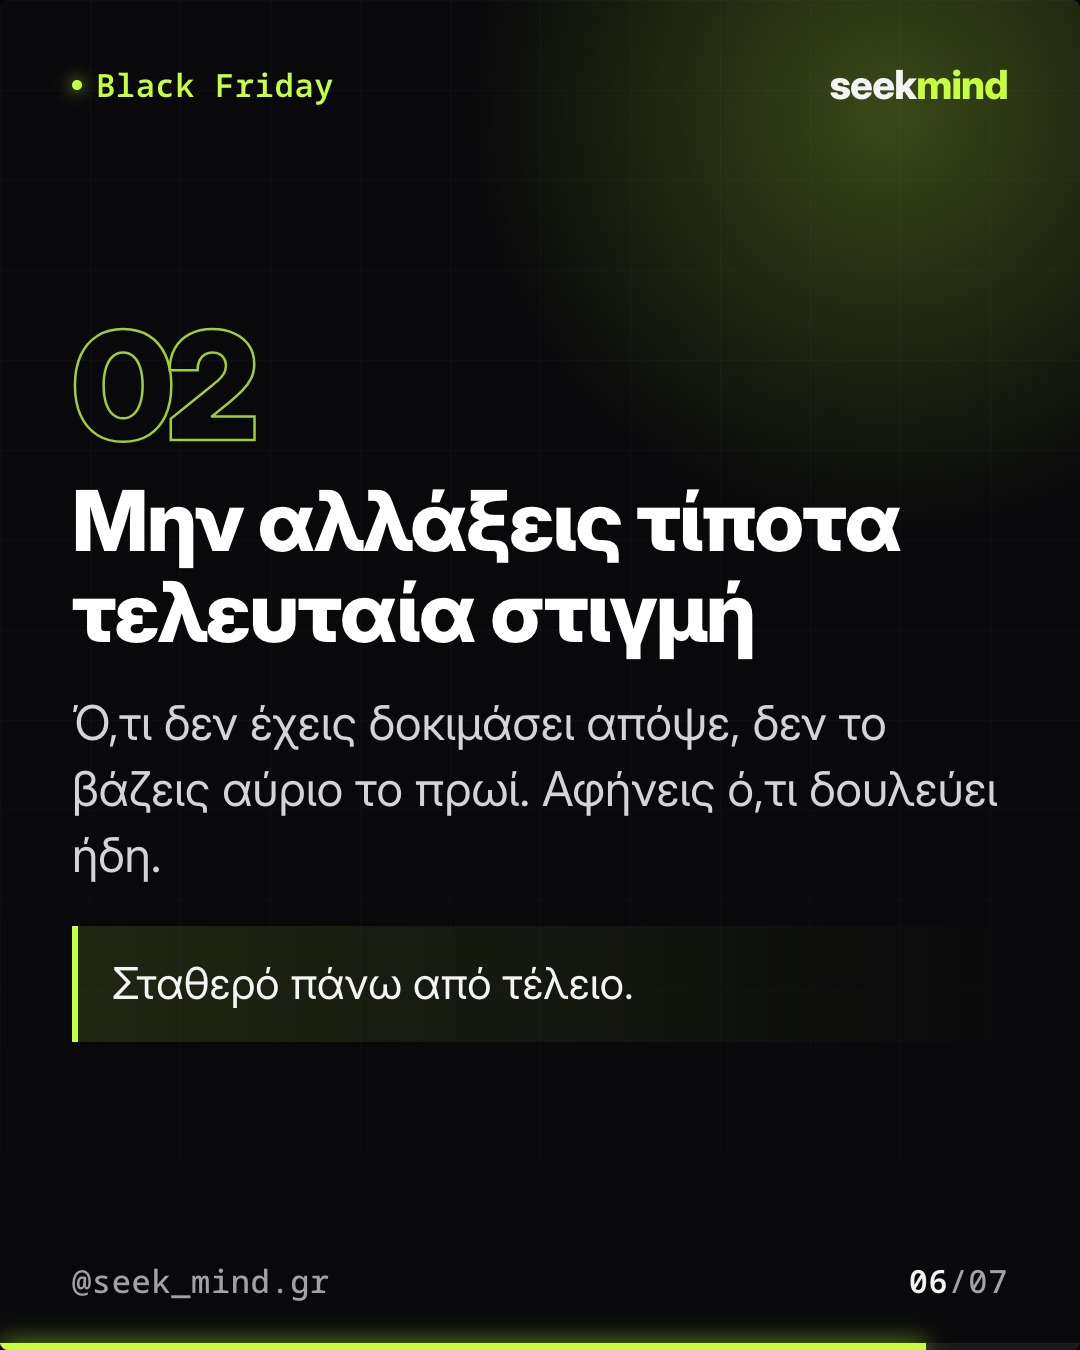 • Black Friday
seekmind
02
Μην αλλάξεις τίποτα
τελευταία στιγμή
Ό,τι δεν έχεις δοκιμάσει απόψε, δεν το
βάζεις αύριο το πρωί. Αφήνεις ό,τι δουλεύει
ήδη.
Σταθερό πάνω από τέλειο.
@seek_mind.gr
06/07